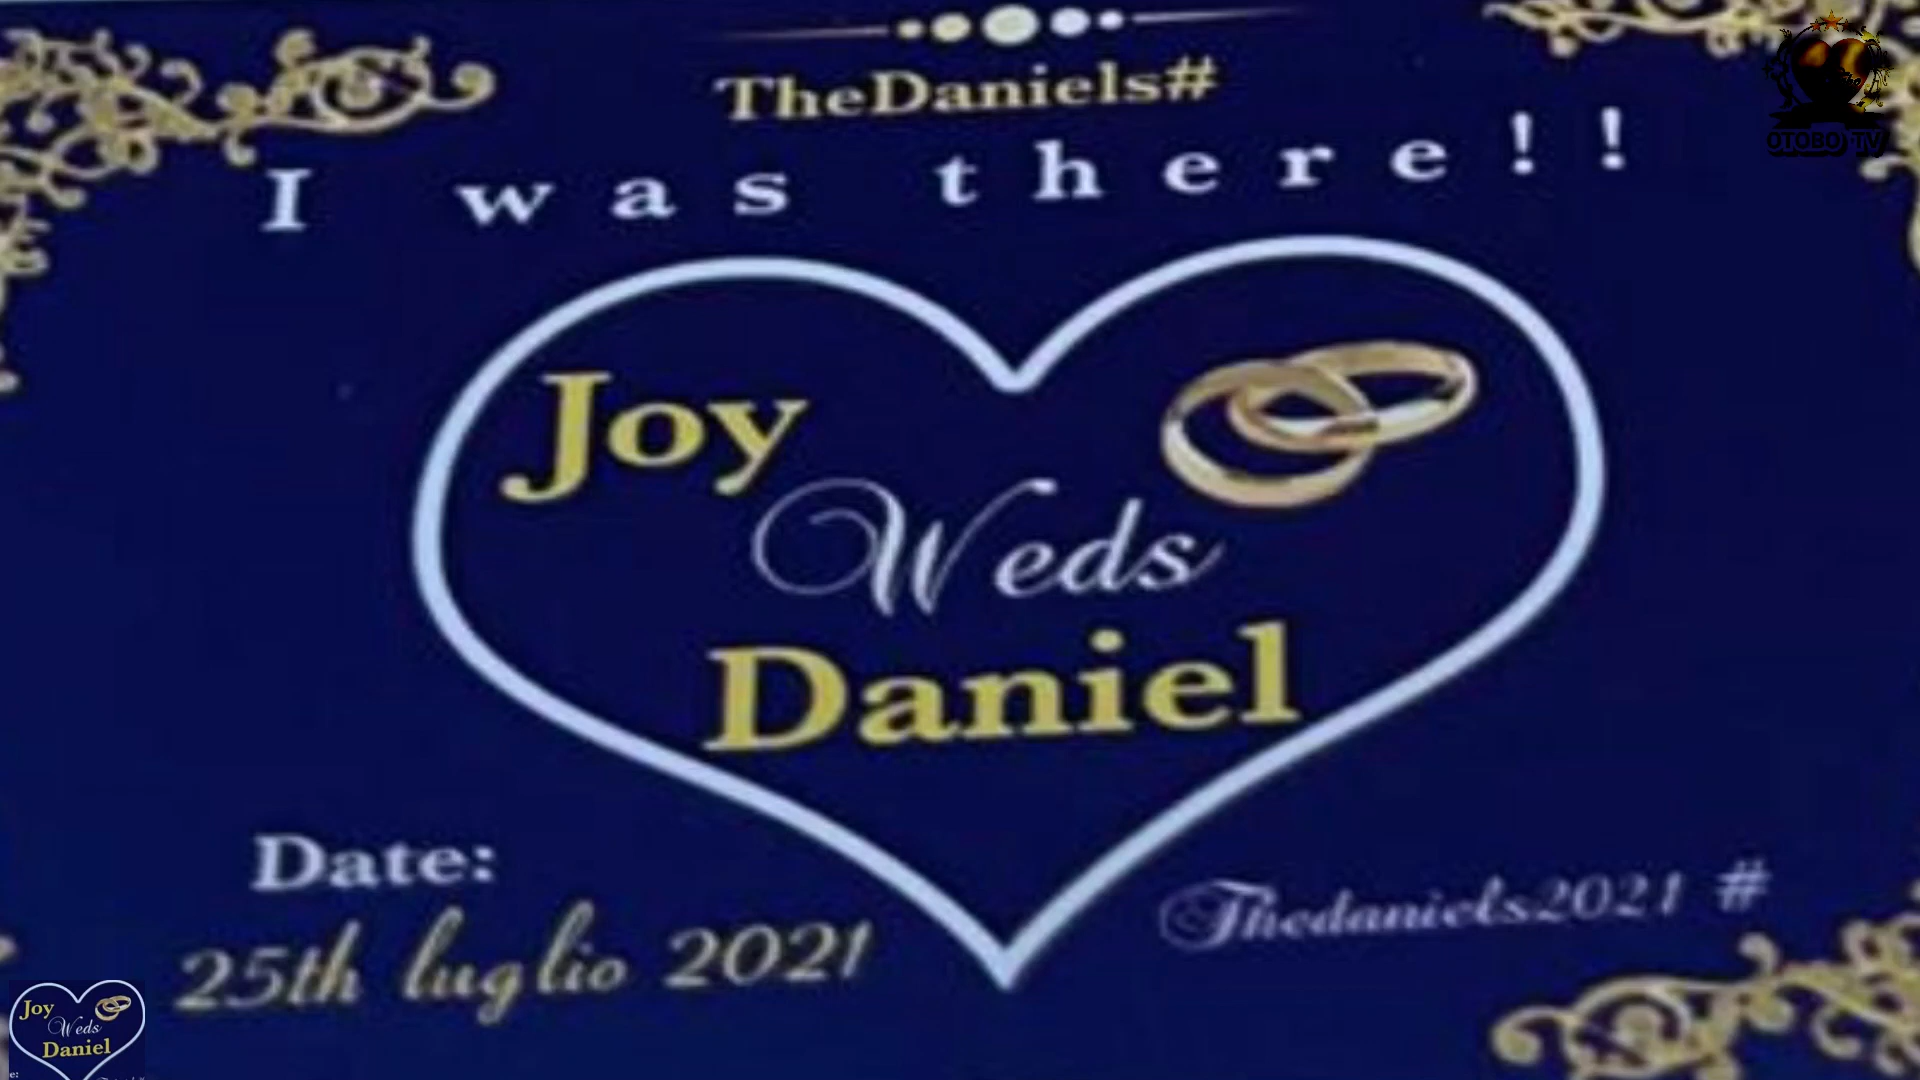 TheDaniels#
I was there!!
Joy
Weds
Daniel
Date:
25th luglio 2021
Thedaniels2021 #
OTOBO TV
Joy
Weds
Daniel
e: